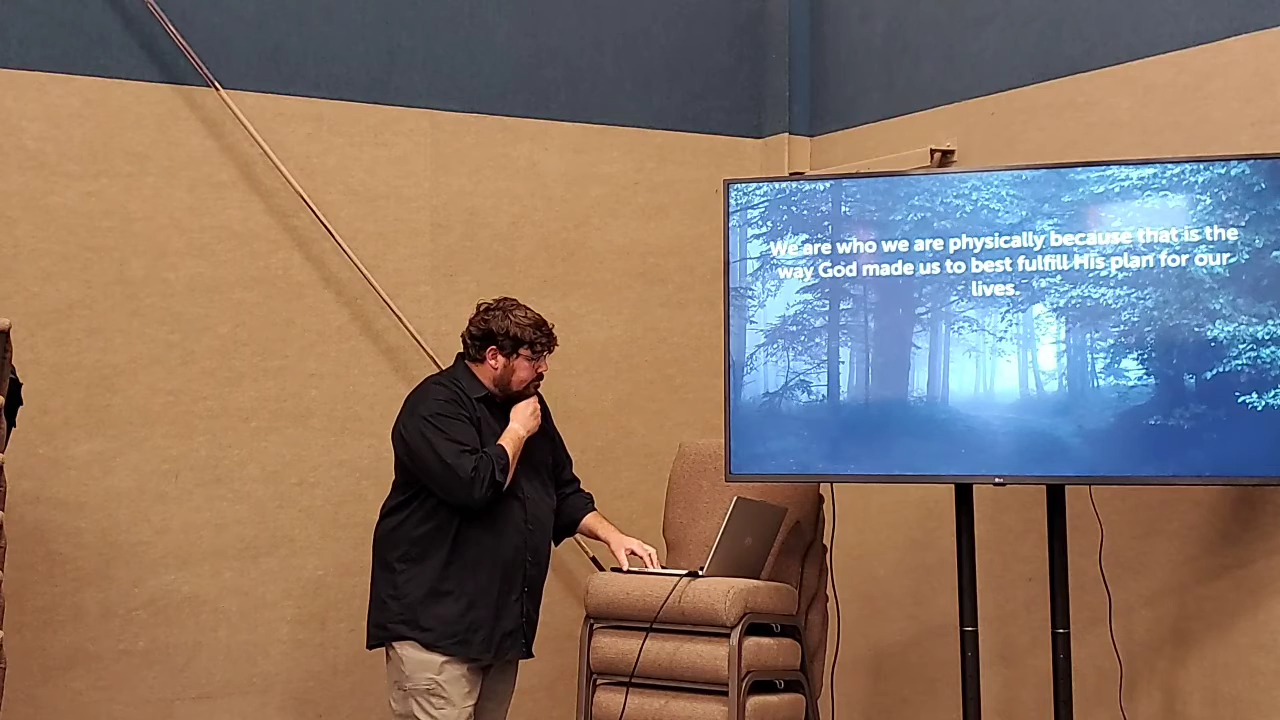 We are who we are physically because that is the
way God made us to best fulfill His plan for our
lives.
LG